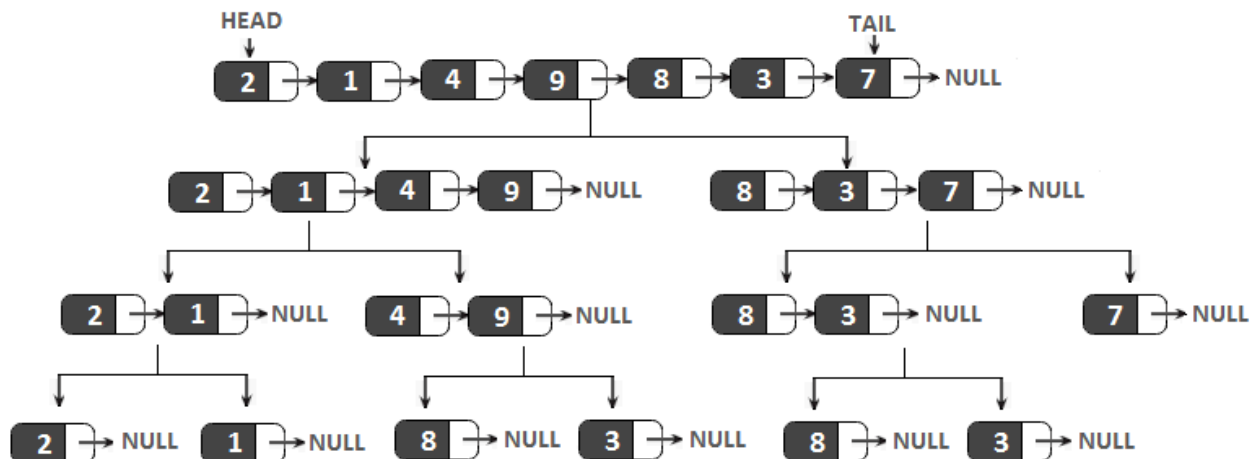 HEAD TAIL
2 1 4 9 8 3 7 NULL
2 1 4 9 NULL 8 3 7 NULL
2 1 NULL 4 9 NULL 8 3 NULL 7 NULL
2 NULL 1 NULL 8 NULL 3 NULL 8 NULL 3 NULL